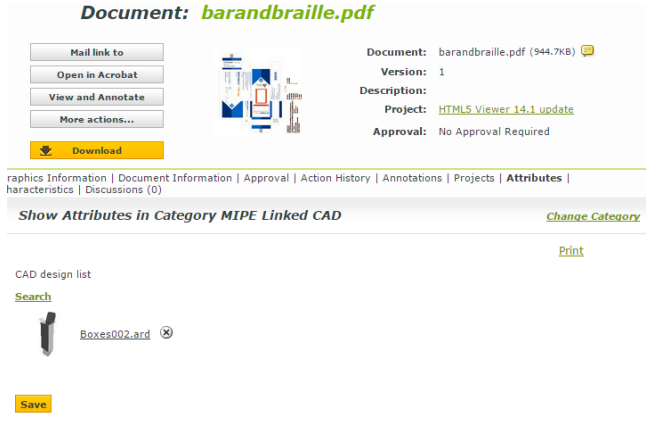 Document: barandbraille.pdf
Mail link to
Open in Acrobat
View and Annotate
More actions...
Download
Document: barandbraille.pdf (944.7KB)
Version: 1
Description:
Project: HTML5 Viewer 14.1 update
Approval: No Approval Required
raphics Information | Document Information | Approval | Action History | Annotations | Projects | Attributes |
haracteristics | Discussions (0)
Show Attributes in Category MIPE Linked CAD
Change Category
Print
CAD design list
Search
Boxes002.ard
Save